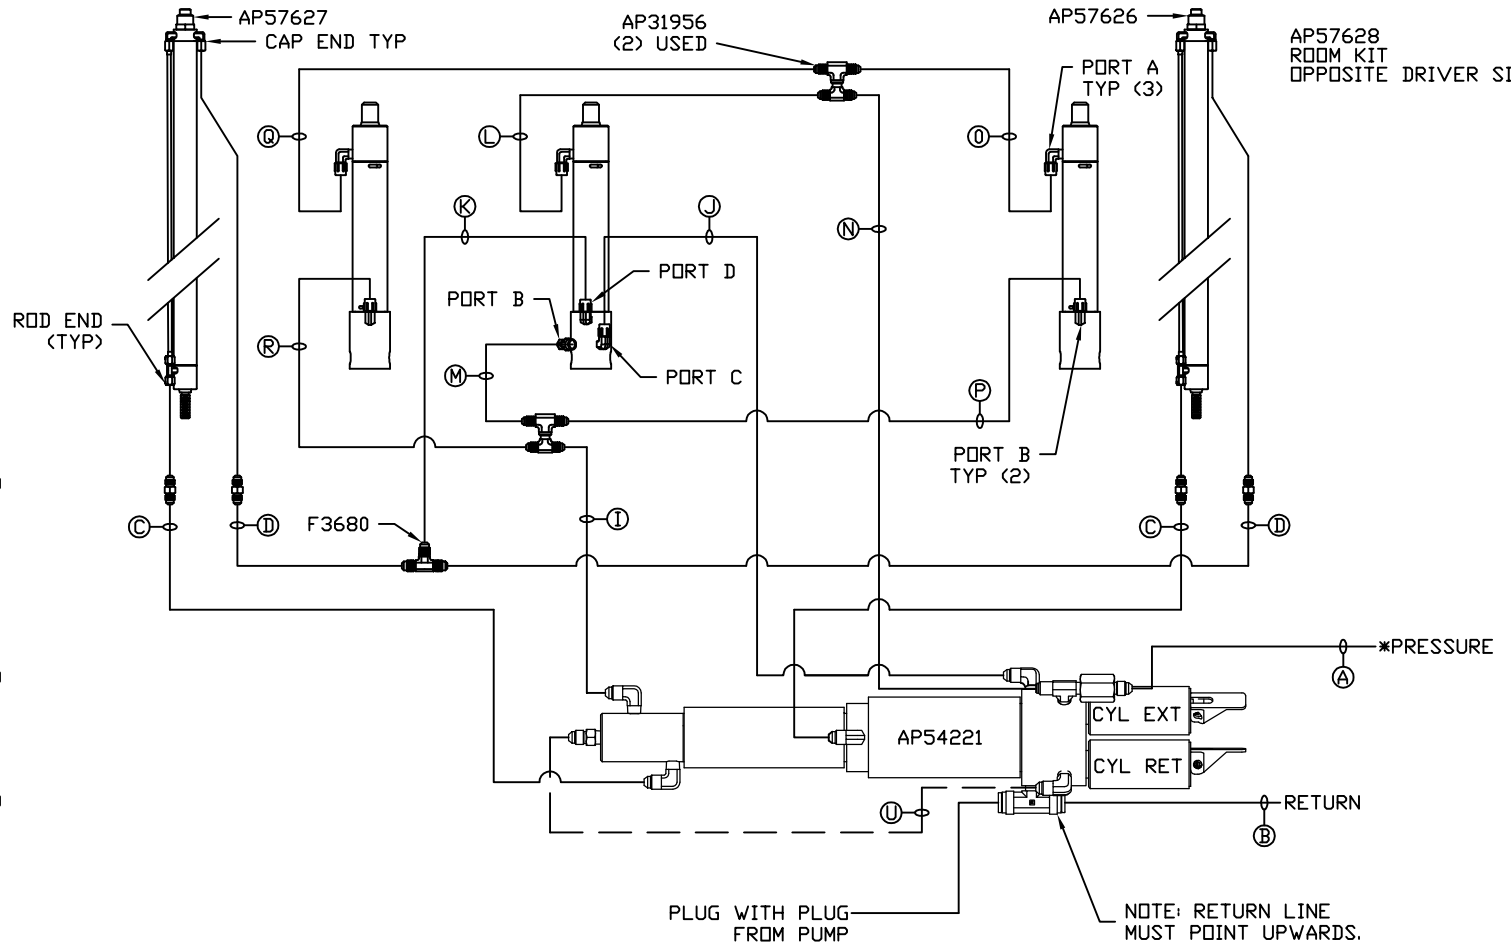 AP57627
CAP END TYP
AP31956
(2) USED
AP57626
AP57628
ROOM KIT
OPPOSITE DRIVER SI
PORT A
TYP (3)
Q
L
O
K
J
N
PORT D
PORT B
ROD END
(TYP)
R
M
PORT C
P
PORT B
TYP (2)
C
D
F3680
I
C
D
*PRESSURE
A
CYL EXT
AP54221
CYL RET
U
RETURN
B
PLUG WITH PLUG
FROM PUMP
NOTE: RETURN LINE
MUST POINT UPWARDS.